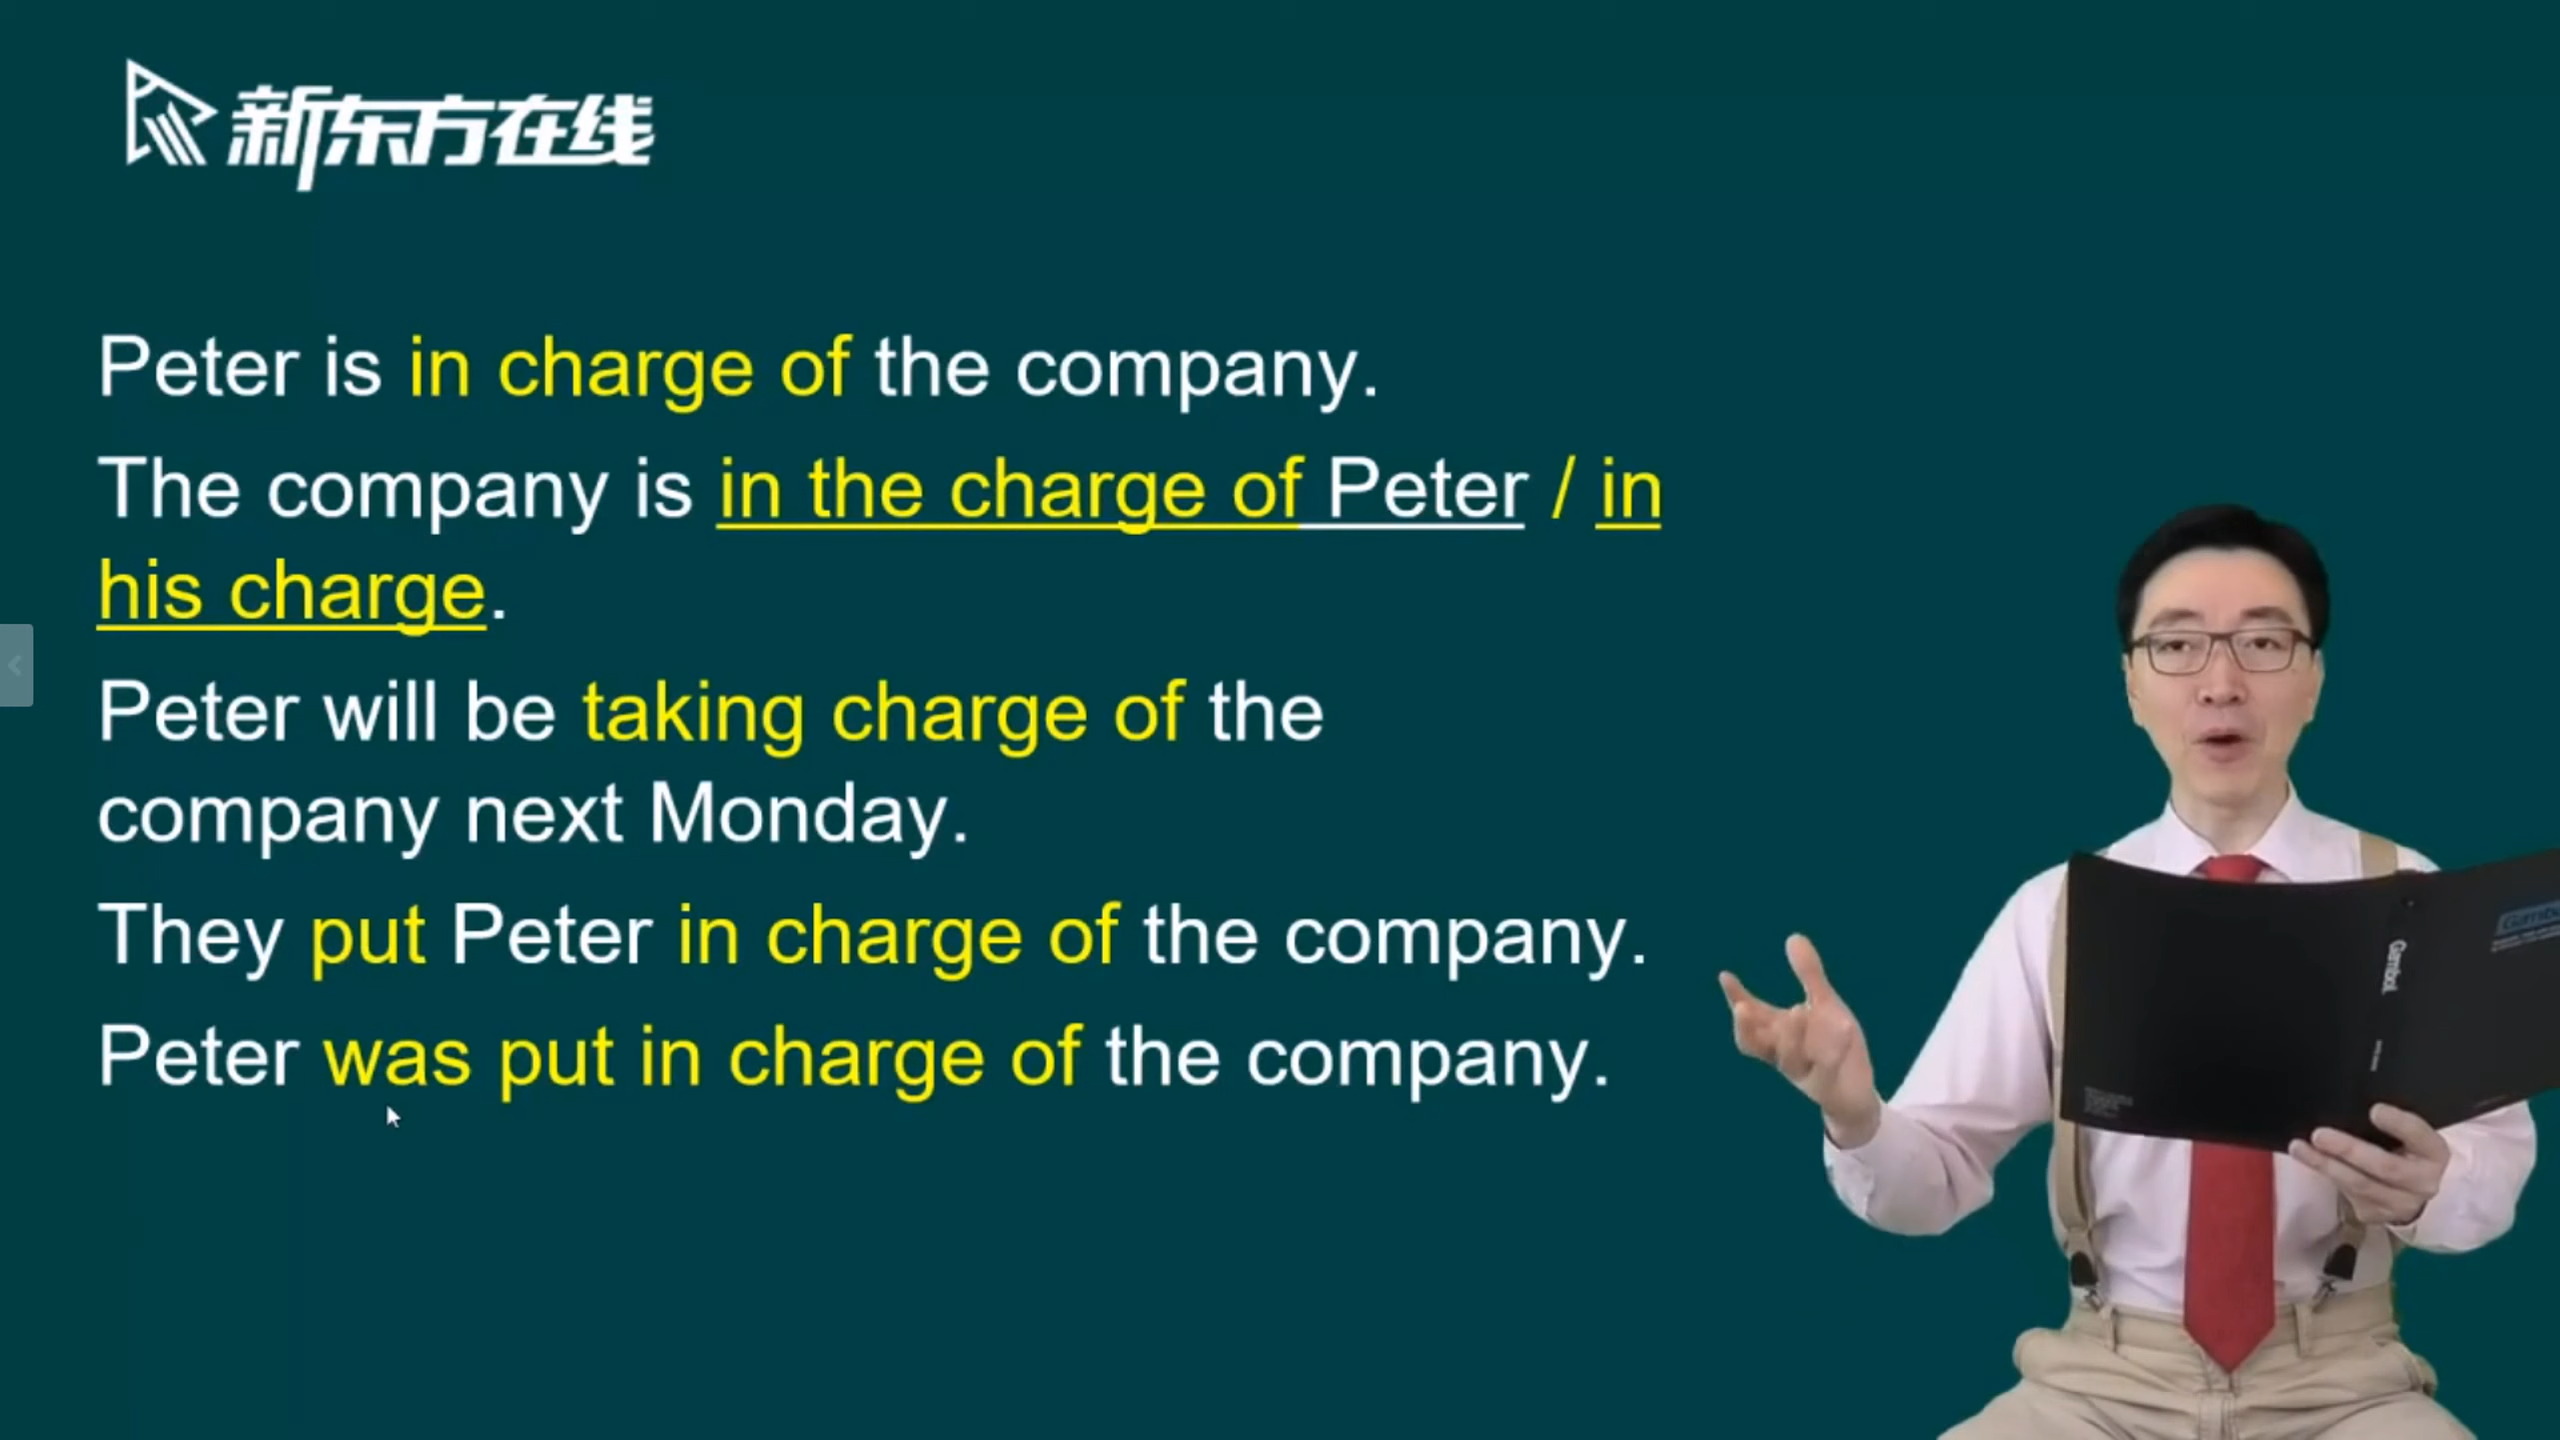 新东方在线
Peter is in charge of the company.
The company is in the charge of Peter / in
his charge.
Peter will be taking charge of the
company next Monday.
They put Peter in charge of the company.
Peter was put in charge of the company.
Gambol